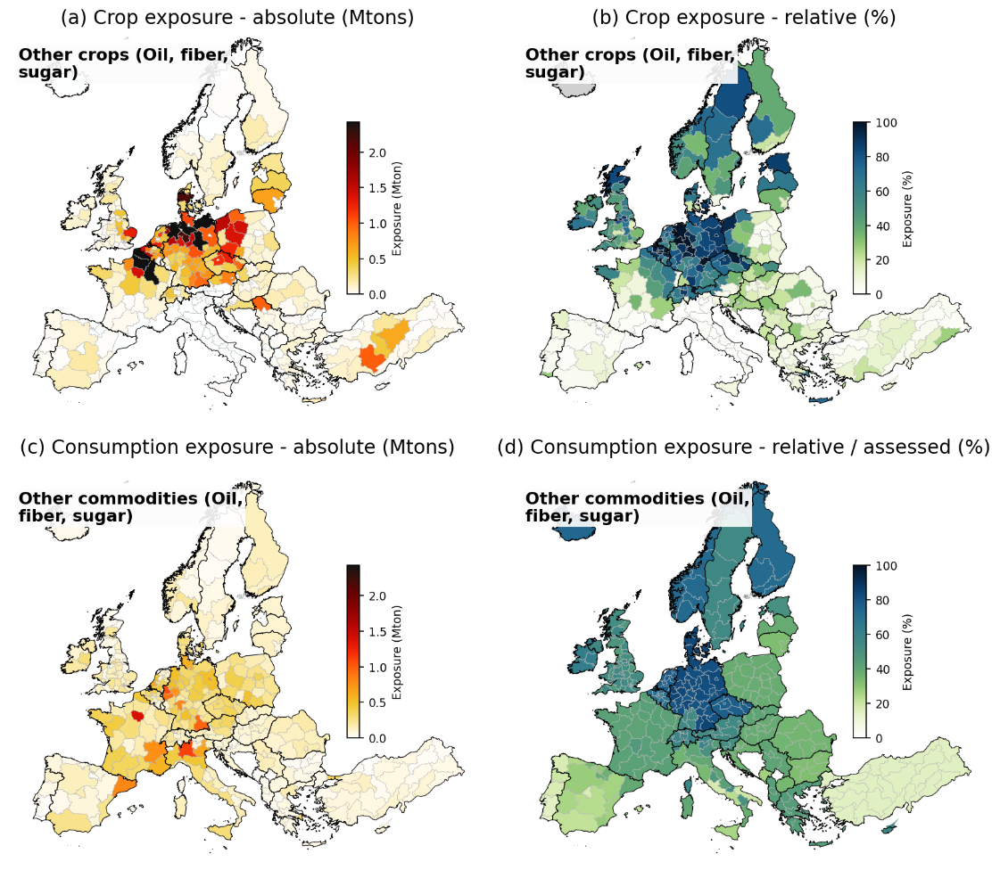 (a) Crop exposure - absolute (Mtons)
Other crops (Oil, fiber,
sugar)
2.0
1.5
1.0
0.5
0.0
Exposure (Mton)
(b) Crop exposure - relative (%)
Other crops (Oil, fiber,
sugar)
100
80
60
40
20
0
Exposure (%)
(c) Consumption exposure - absolute (Mtons)
Other commodities (Oil,
fiber, sugar)
2.0
1.5
1.0
0.5
0.0
Exposure (Mton)
(d) Consumption exposure - relative / assessed (%)
Other commodities (Oil,
fiber, sugar)
100
80
60
40
20
0
Exposure (%)